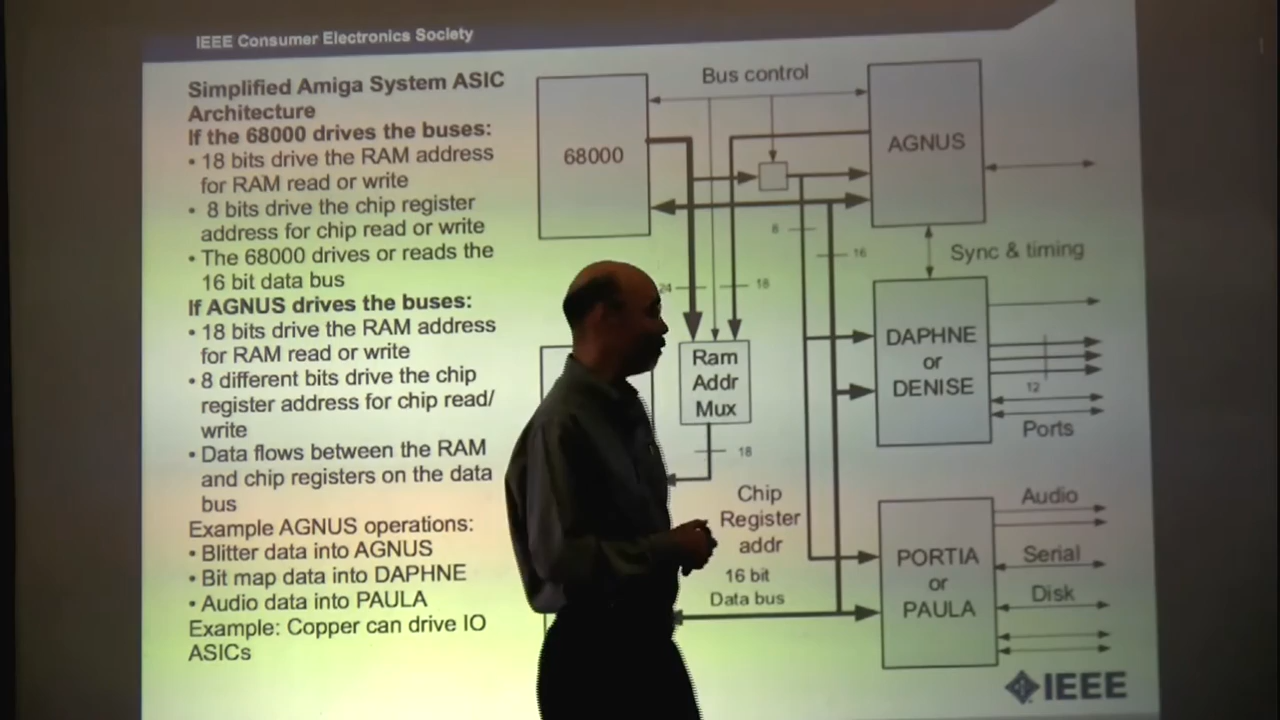 IEEE Consumer Electronics Society
Simplified Amiga System ASIC
Architecture
If the 68000 drives the buses:
• 18 bits drive the RAM address
for RAM read or write
• 8 bits drive the chip register
address for chip read or write
• The 68000 drives or reads the
16 bit data bus
If AGNUS drives the buses:
• 18 bits drive the RAM address
for RAM read or write
• 8 different bits drive the chip
register address for chip read/
write
• Data flows between the RAM
and chip registers on the data
bus
Example AGNUS operations:
• Blitter data into AGNUS
• Bit map data into DAPHNE
• Audio data into PAULA
Example: Copper can drive IO
ASICs
Bus control
68000
AGNUS
8
16
Sync & timing
24
18
Ram
Addr
Mux
DAPHNE
or
DENISE
12
Ports
18
Chip
Register
addr
16 bit
Data bus
PORTIA
or
PAULA
Audio
Serial
Disk
IEEE